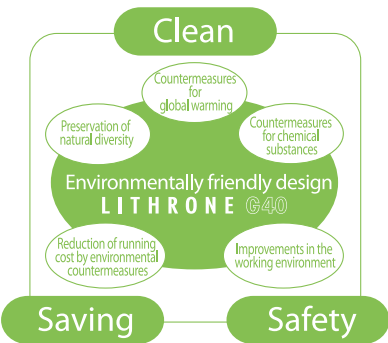 Clean
Countermeasures
for
global warming
Preservation of
natural diversity
Countermeasures
for chemical
substances
Environmentally friendly design
LITHRONE G40
Reduction of running
cost by environmental
countermeasures
Improvements in the
working environment
Saving
Safety